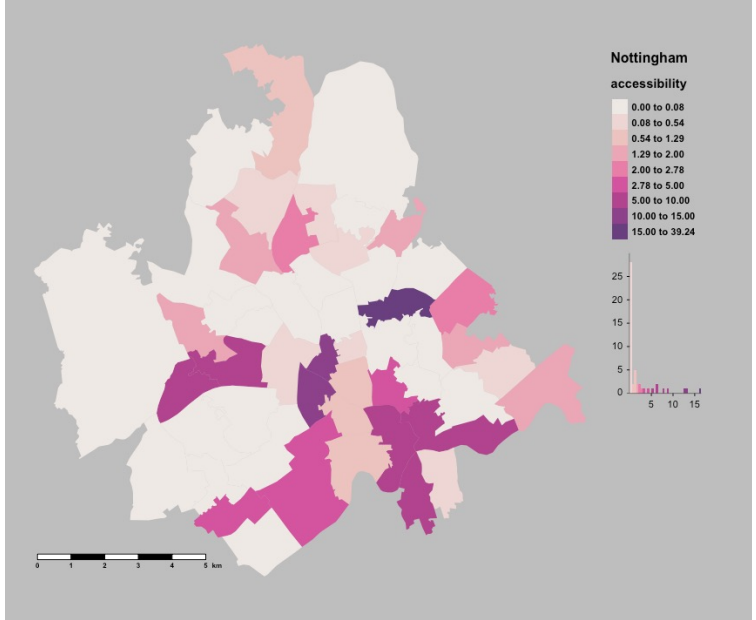 Nottingham
accessibility
0.00 to 0.08
0.08 to 0.54
0.54 to 1.29
1.29 to 2.00
2.00 to 2.78
2.78 to 5.00
5.00 to 10.00
10.00 to 15.00
15.00 to 39.24
25
20
15
10
5
0
5 10 15
0 1 2 3 4 5 km